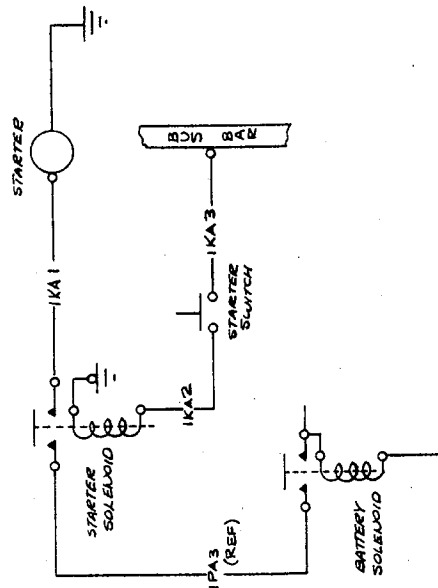 STARTER
BUS BAR
1KA1
1KA3
STARTER
SWITCH
1KA2
STARTER
SOLENOID
1PA3
(REF)
BATTERY
SOLENOID